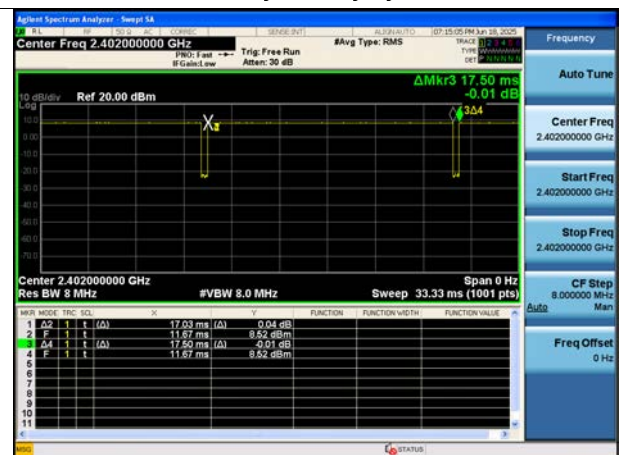 Agilent Spectrum Analyzer - Swept SA
RL RF 50 Ω AC CORREC SENSE:INT ALIGNAUTO 07:15:05 PM Jun 18, 2025
Center Freq 2.402000000 GHz
PNO: Fast
IFGain:Low
Trig: Free Run
Atten: 30 dB
#Avg Type: RMS
TRACE 1 2 3 4 5 6
TYPE
DET P N N N N N
ΔMkr3 17.50 ms
-0.01 dB
10 dB/div Ref 20.00 dBm
Log
10.0
0.00
-10.0
-20.0
-30.0
-40.0
-50.0
-60.0
-70.0
3Δ4
Center 2.402000000 GHz Span 0 Hz
Res BW 8 MHz #VBW 8.0 MHz Sweep 33.33 ms (1001 pts)
MKR MODE TRC SCL X Y FUNCTION FUNCTION WIDTH FUNCTION VALUE
1 Δ2 1 t (Δ) 17.03 ms (Δ) 0.04 dB
2 F 1 t 11.67 ms 8.52 dBm
3 Δ4 1 t (Δ) 17.50 ms (Δ) -0.01 dB
4 F 1 t 11.67 ms 8.52 dBm
5
6
7
8
9
10
11
MSG STATUS
Frequency
Auto Tune
Center Freq
2.402000000 GHz
Start Freq
2.402000000 GHz
Stop Freq
2.402000000 GHz
CF Step
8.000000 MHz
Auto Man
Freq Offset
0 Hz